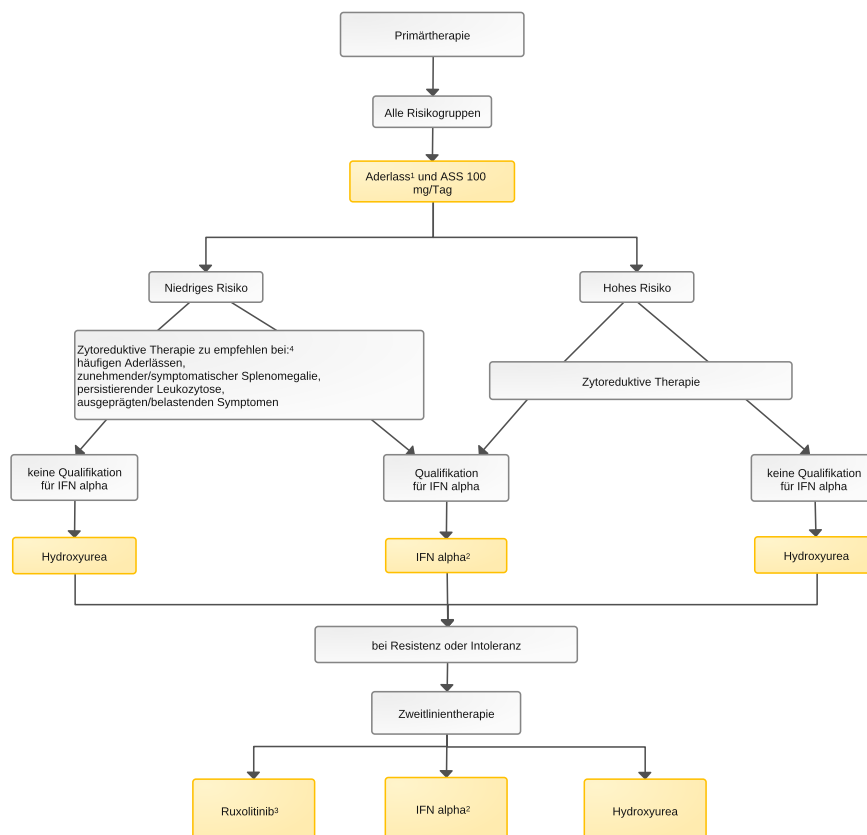 Primärtherapie
Alle Risikogruppen
Aderlass¹ und ASS 100
mg/Tag
Niedriges Risiko
Hohes Risiko
Zytoreduktive Therapie zu empfehlen bei:⁴
häufigen Aderlässen,
zunehmender/symptomatischer Splenomegalie,
persistierender Leukozytose,
ausgeprägten/belastenden Symptomen
Zytoreduktive Therapie
keine Qualifikation
für IFN alpha
Qualifikation
für IFN alpha
keine Qualifikation
für IFN alpha
Hydroxyurea
IFN alpha²
Hydroxyurea
bei Resistenz oder Intoleranz
Zweitlinientherapie
Ruxolitinib³
IFN alpha²
Hydroxyurea